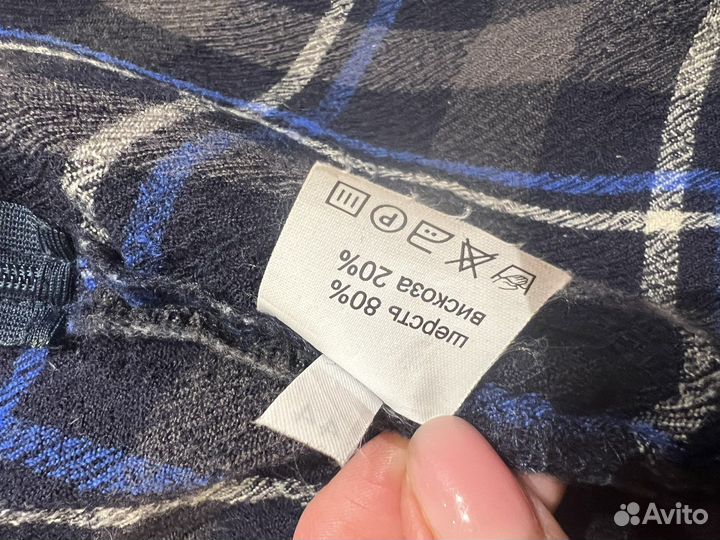 шерсть 80%
вискоза 20%
P
Avito